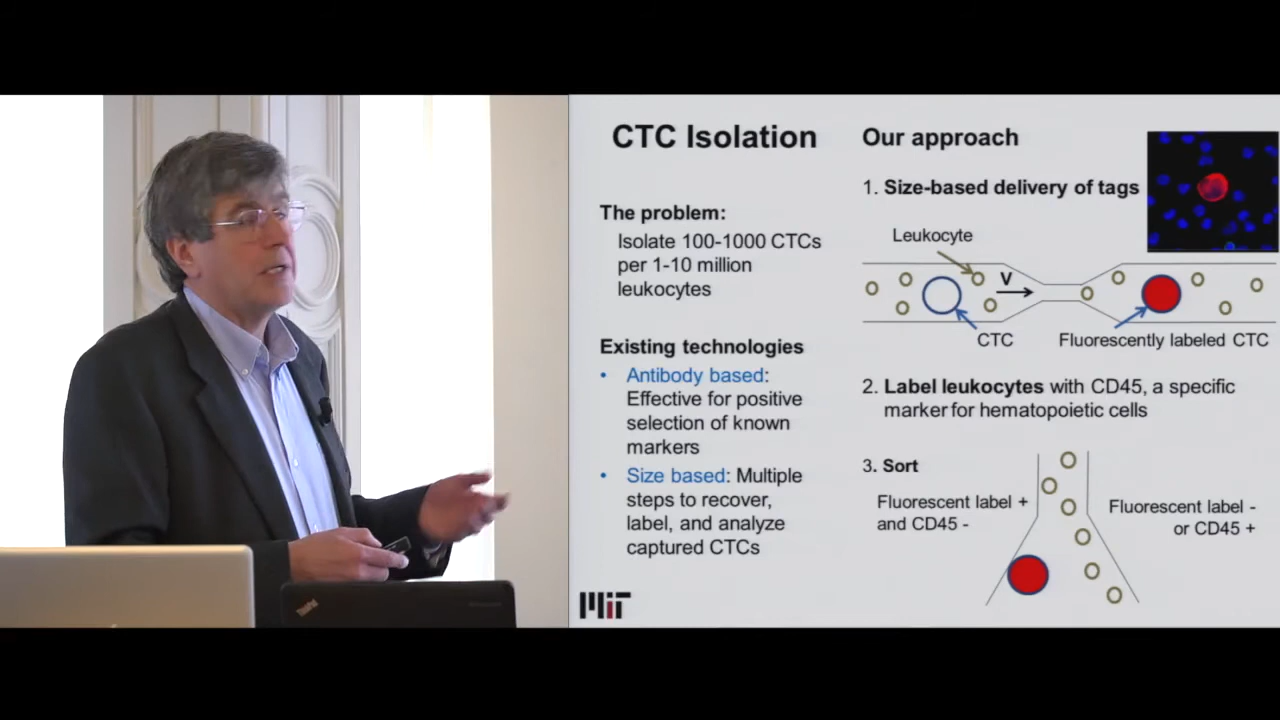 CTC Isolation
The problem:
Isolate 100-1000 CTCs
per 1-10 million
leukocytes
Existing technologies
• Antibody based:
Effective for positive
selection of known
markers
• Size based: Multiple
steps to recover,
label, and analyze
captured CTCs
MIT
Our approach
1. Size-based delivery of tags
Leukocyte
V
CTC
Fluorescently labeled CTC
2. Label leukocytes with CD45, a specific
marker for hematopoietic cells
3. Sort
Fluorescent label +
and CD45 -
Fluorescent label -
or CD45 +
ThinkPad